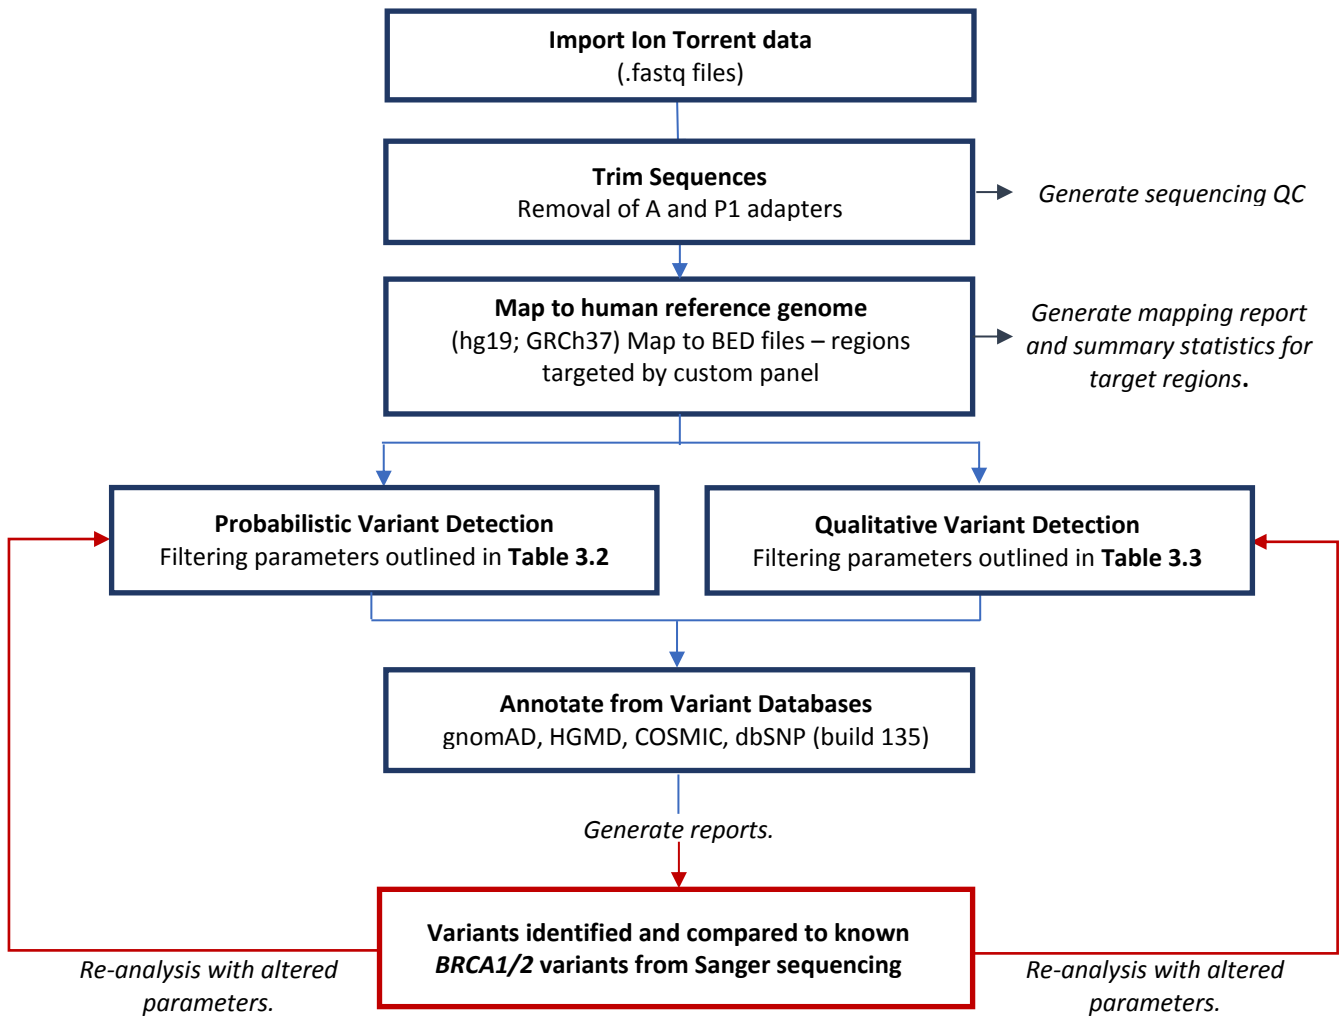 Import Ion Torrent data
(.fastq files)
Trim Sequences
Removal of A and P1 adapters
Generate sequencing QC
Map to human reference genome
(hg19; GRCh37) Map to BED files – regions
targeted by custom panel
Generate mapping report
and summary statistics for
target regions.
Probabilistic Variant Detection
Filtering parameters outlined in Table 3.2
Qualitative Variant Detection
Filtering parameters outlined in Table 3.3
Annotate from Variant Databases
gnomAD, HGMD, COSMIC, dbSNP (build 135)
Generate reports.
Variants identified and compared to known
BRCA1/2 variants from Sanger sequencing
Re-analysis with altered
parameters.
Re-analysis with altered
parameters.